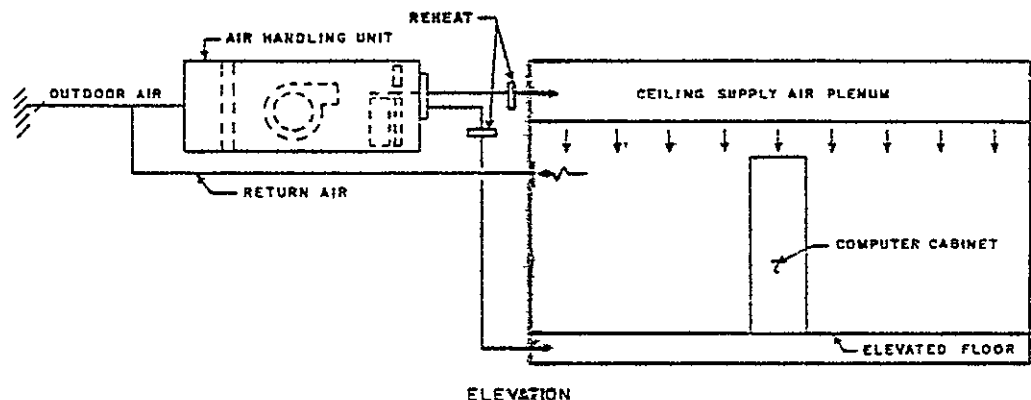 REHEAT
AIR HANDLING UNIT
OUTDOOR AIR
CEILING SUPPLY AIR PLENUM
RETURN AIR
COMPUTER CABINET
ELEVATED FLOOR
ELEVATION